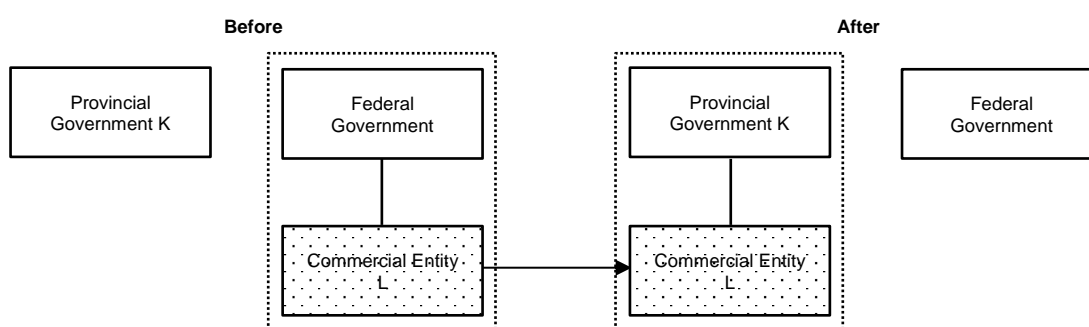 Before
After
Provincial
Government K
Federal
Government
Provincial
Government K
Federal
Government
Commercial Entity
L
Commercial Entity
L